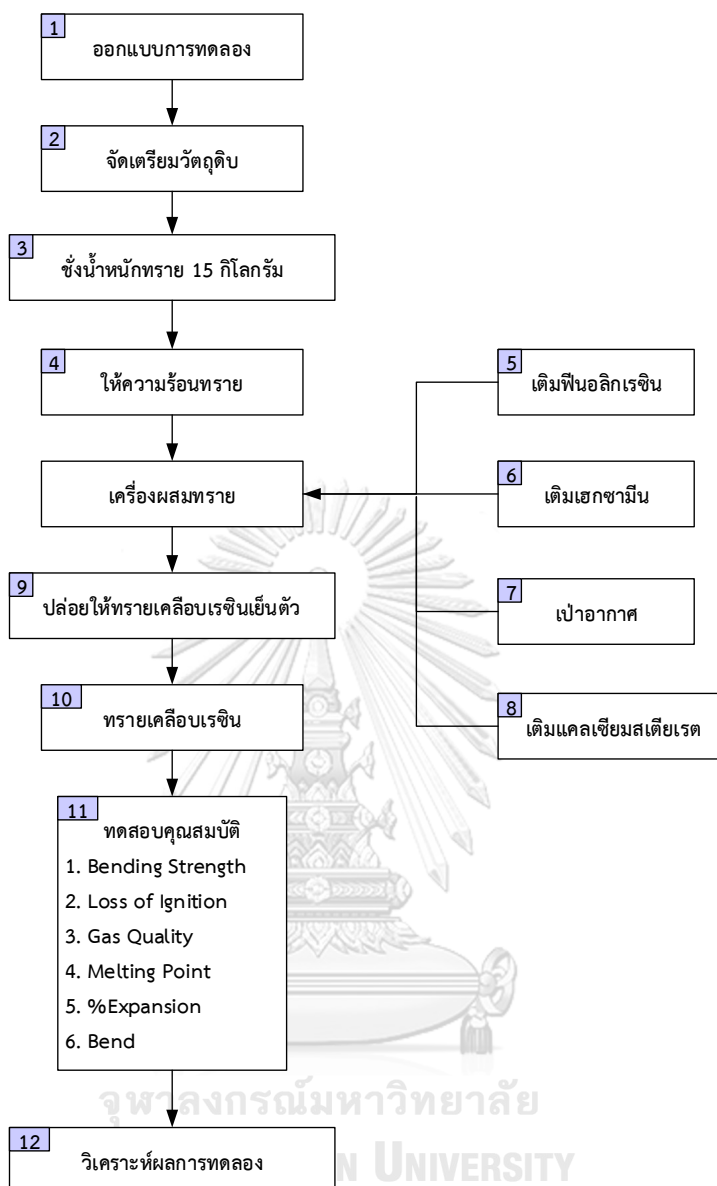 1
ออกแบบการทดลอง
2
จัดเตรียมวัตถุดิบ
3
ชั่งน้ำหนักทราย 15 กิโลกรัม
4
ให้ความร้อนทราย
5
เติมฟีนอลิกเรซิน
เครื่องผสมทราย
6
เติมเฮกซามีน
7
เป่าอากาศ
8
เติมแคลเซียมสเตียเรต
9
ปล่อยให้ทรายเคลือบเรซินเย็นตัว
10
ทรายเคลือบเรซิน
11
ทดสอบคุณสมบัติ
1. Bending Strength
2. Loss of Ignition
3. Gas Quality
4. Melting Point
5. %Expansion
6. Bend
จุฬาลงกรณ์มหาวิทยาลัย
12
วิเคราะห์ผลการทดลอง
N UNIVERSITY